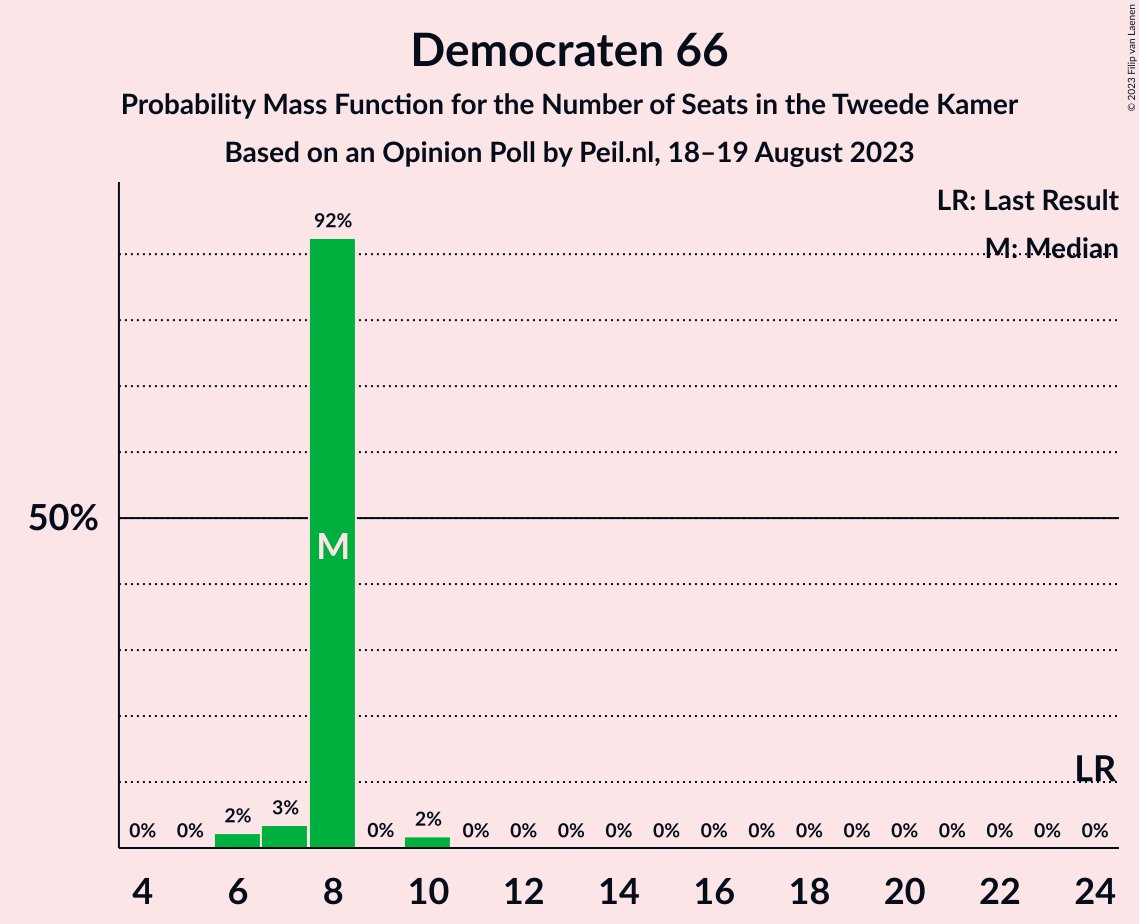 Democraten 66
Probability Mass Function for the Number of Seats in the Tweede Kamer
Based on an Opinion Poll by Peil.nl, 18–19 August 2023
© 2023 Filip van Laenen
LR: Last Result
M: Median
92%
50%
M
LR
0% 0% 2% 3% 0% 2% 0% 0% 0% 0% 0% 0% 0% 0% 0% 0% 0% 0% 0% 0%
4 6 8 10 12 14 16 18 20 22 24